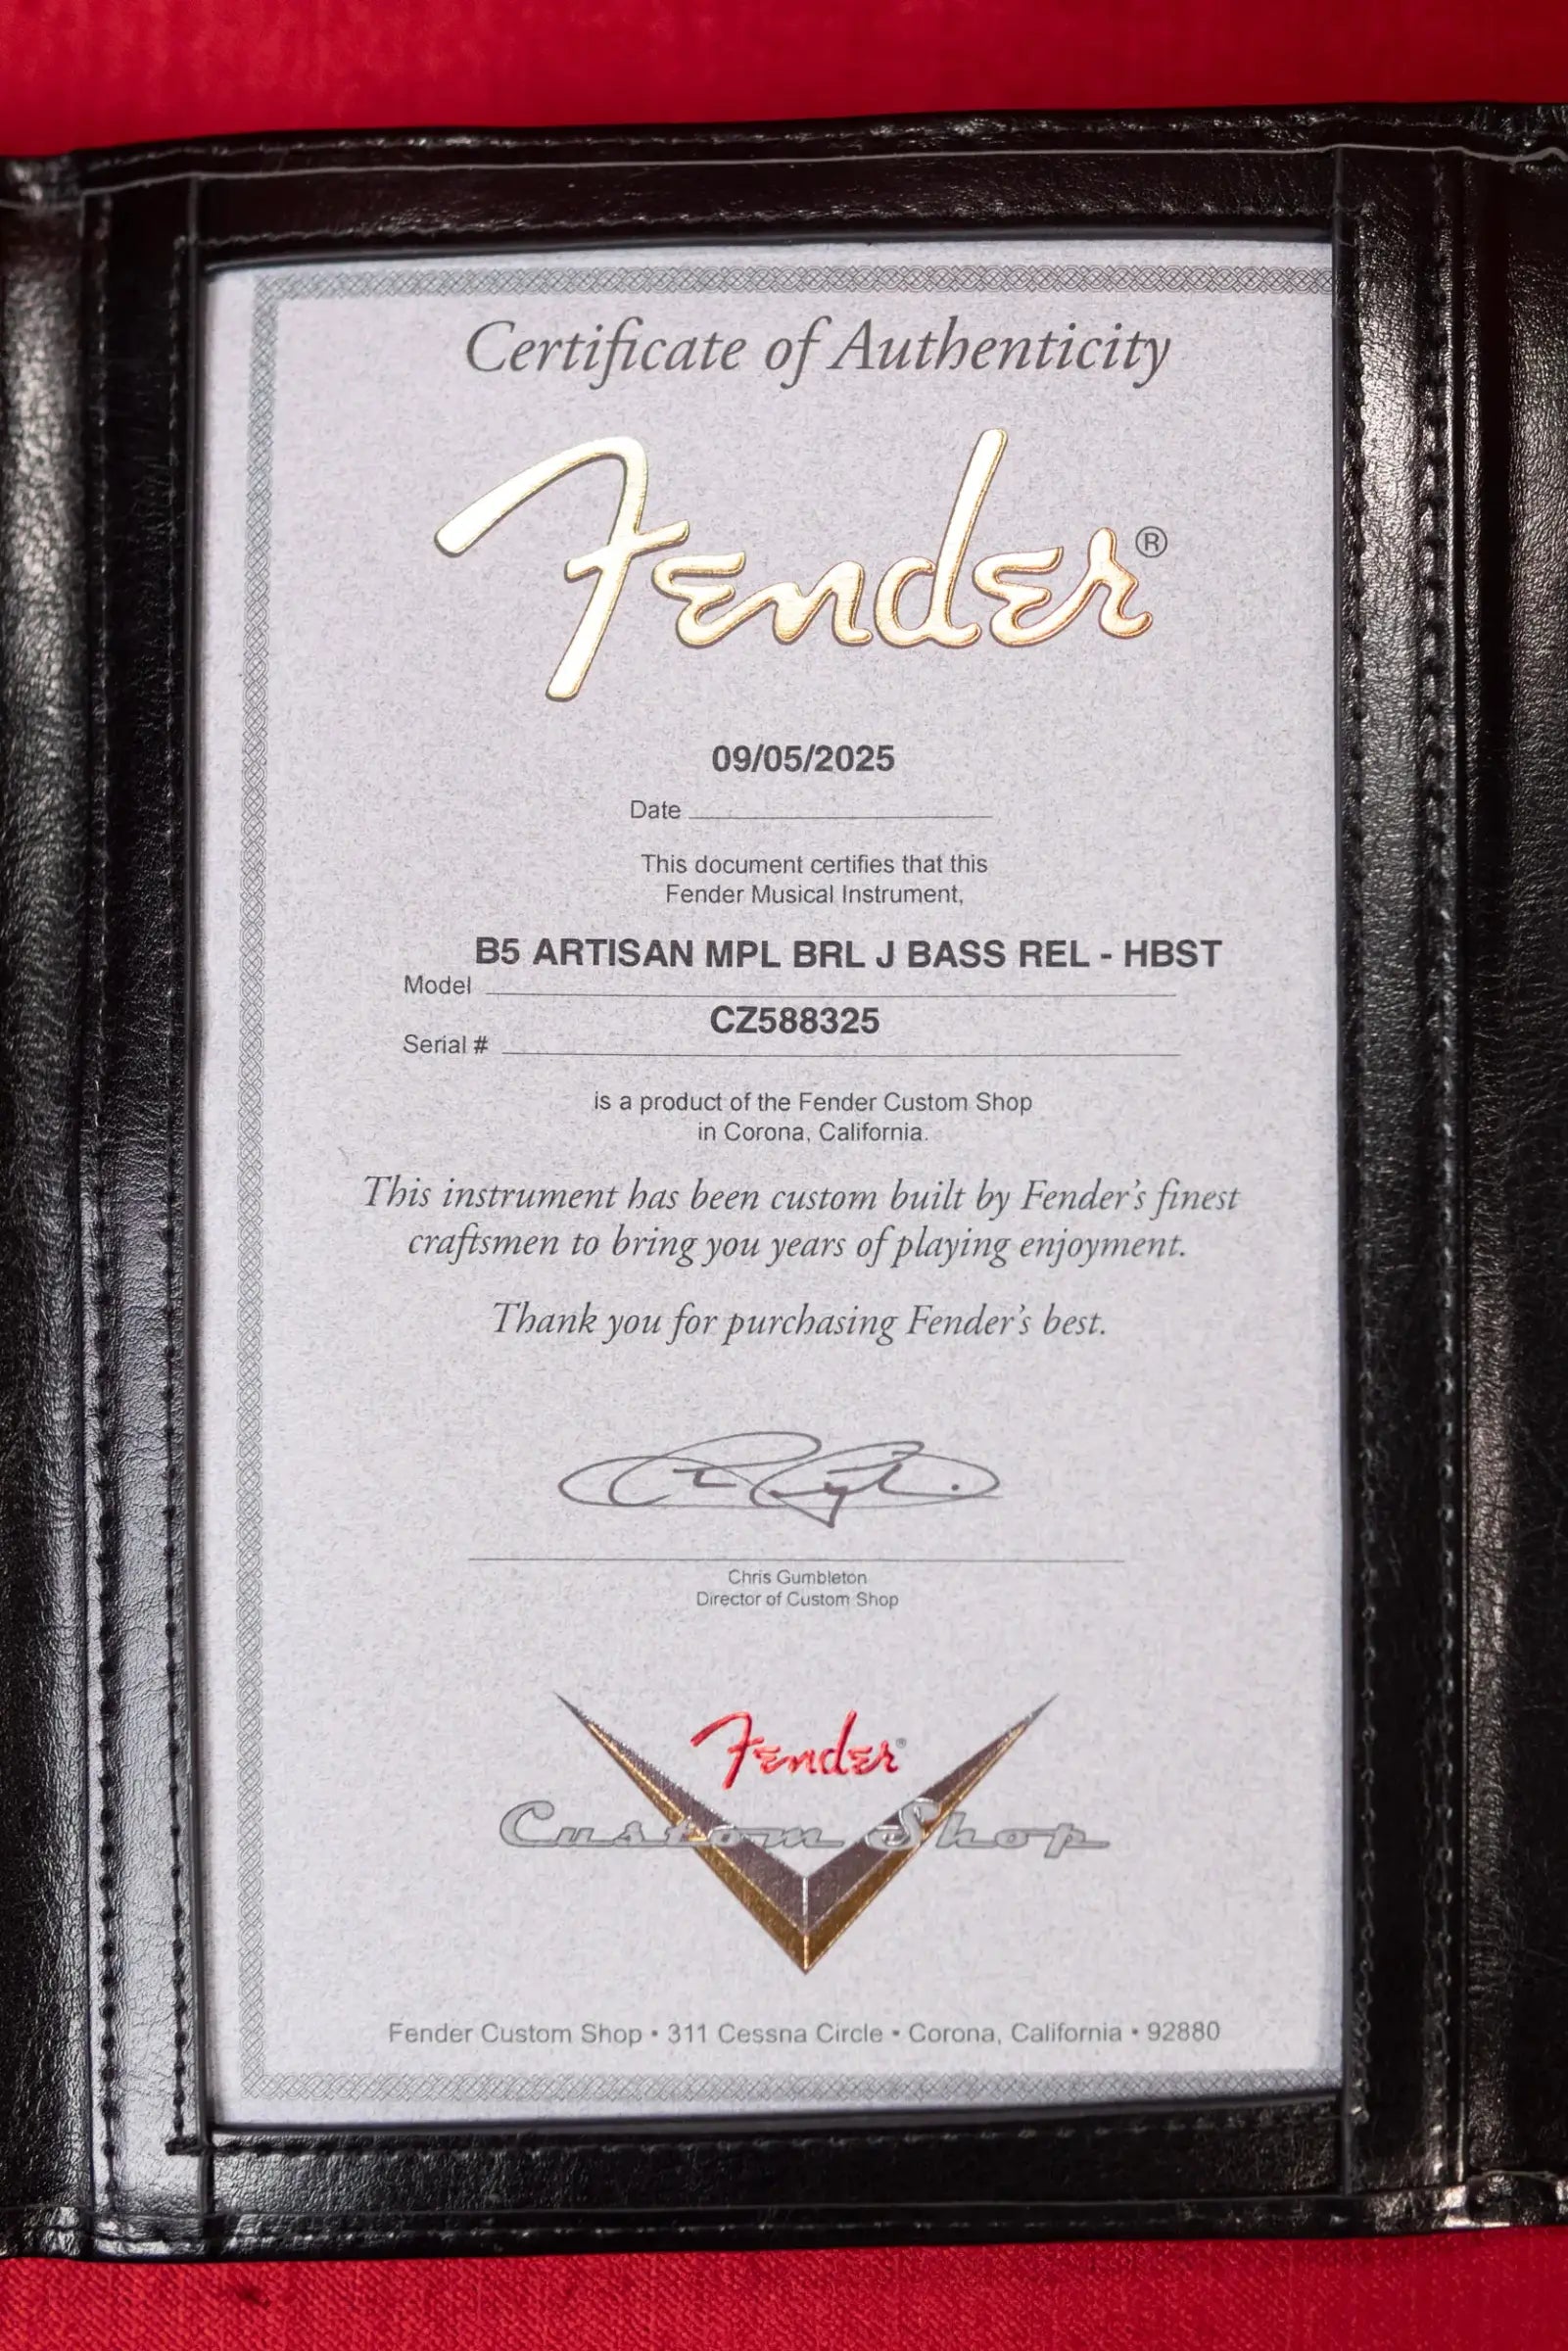 Certificate of Authenticity
Fender®
09/05/2025
Date
This document certifies that this
Fender Musical Instrument,
B5 ARTISAN MPL BRL J BASS REL - HBST
Model
CZ588325
Serial #
is a product of the Fender Custom Shop
in Corona, California.
This instrument has been custom built by Fender's finest
craftsmen to bring you years of playing enjoyment.
Thank you for purchasing Fender's best.
Chris Gumbleton
Director of Custom Shop
Fender®
Custom Shop
Fender Custom Shop • 311 Cessna Circle • Corona, California • 92880